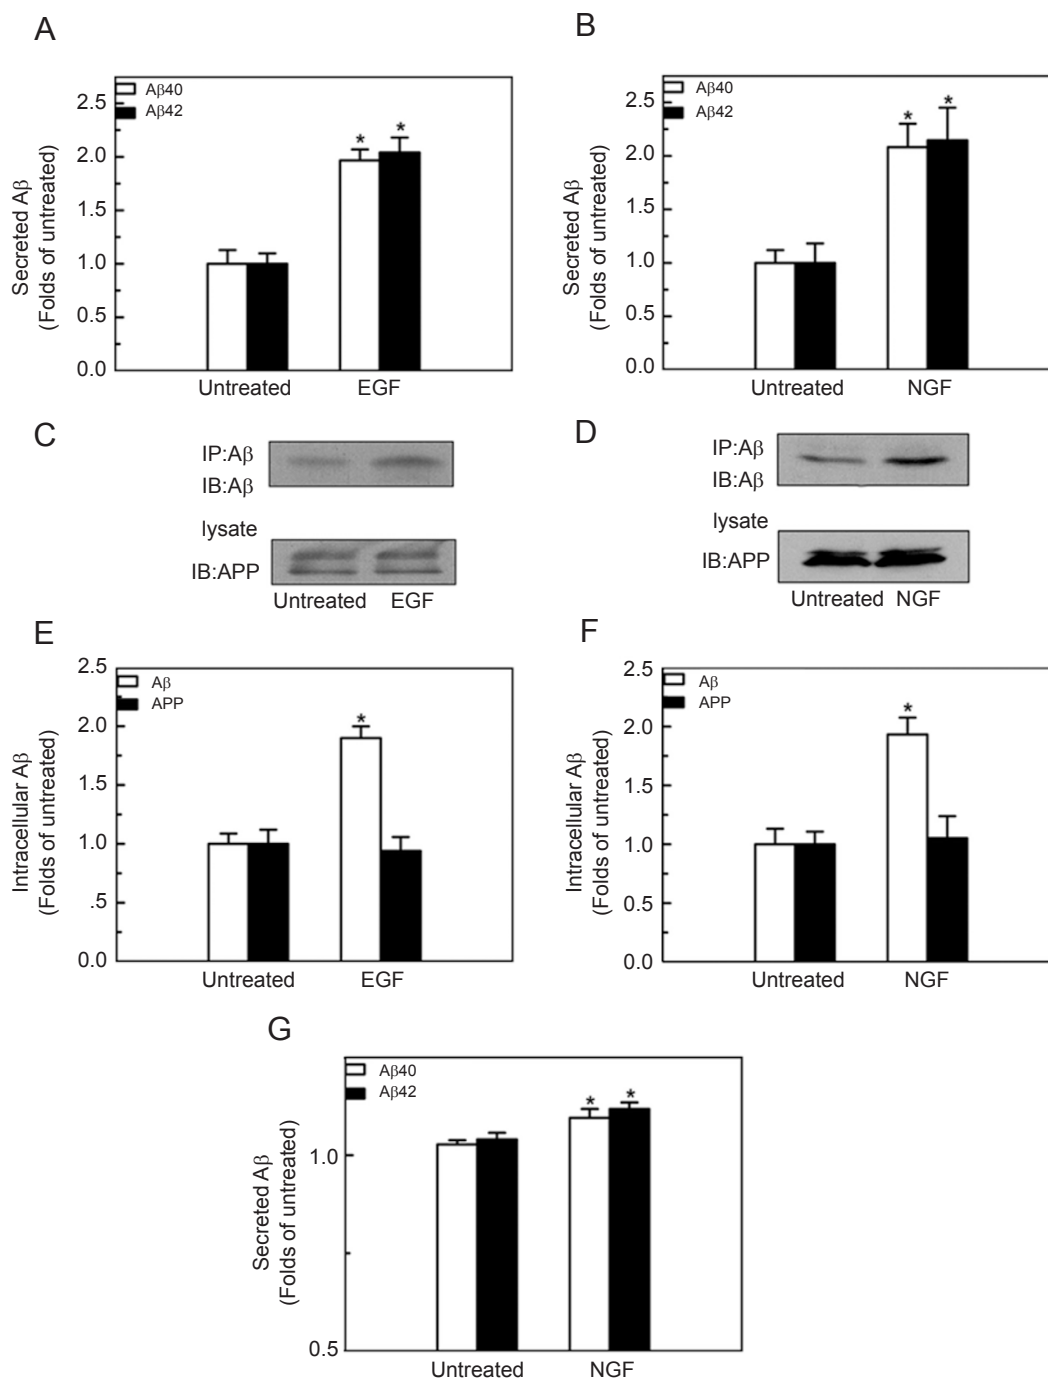 A
Aβ40
Aβ42
2.5
2.0
1.5
1.0
0.5
0.0
Secreted Aβ
(Folds of untreated)
*
*
Untreated
EGF
B
Aβ40
Aβ42
2.5
2.0
1.5
1.0
0.5
0.0
Secreted Aβ
(Folds of untreated)
*
*
Untreated
NGF
C
IP:Aβ
IB:Aβ
lysate
IB:APP
Untreated
EGF
D
IP:Aβ
IB:Aβ
lysate
IB:APP
Untreated
NGF
E
Aβ
APP
2.5
2.0
1.5
1.0
.5
0.0
Intracellular Aβ
(Folds of untreated)
*
Untreated
EGF
F
Aβ
APP
2.5
2.0
1.5
1.0
.5
0.0
Intracellular Aβ
(Folds of untreated)
*
Untreated
NGF
G
Aβ40
Aβ42
1.0
0.5
Secreted Aβ
(Folds of untreated)
*
*
Untreated
NGF